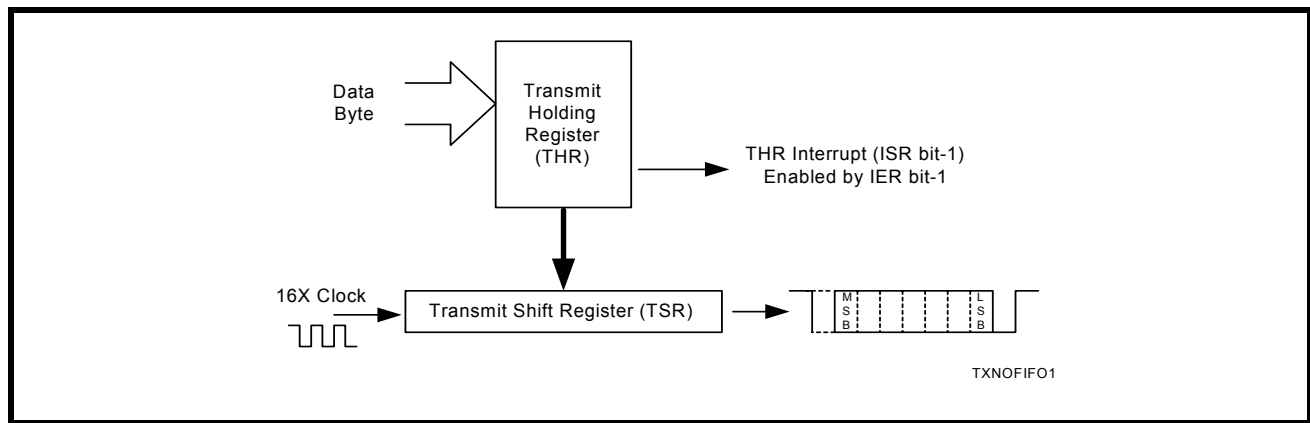 Data
Byte
Transmit
Holding
Register
(THR)
THR Interrupt (ISR bit-1)
Enabled by IER bit-1
16X Clock
Transmit Shift Register (TSR)
M
S
B
L
S
B
TXNOFIFO1